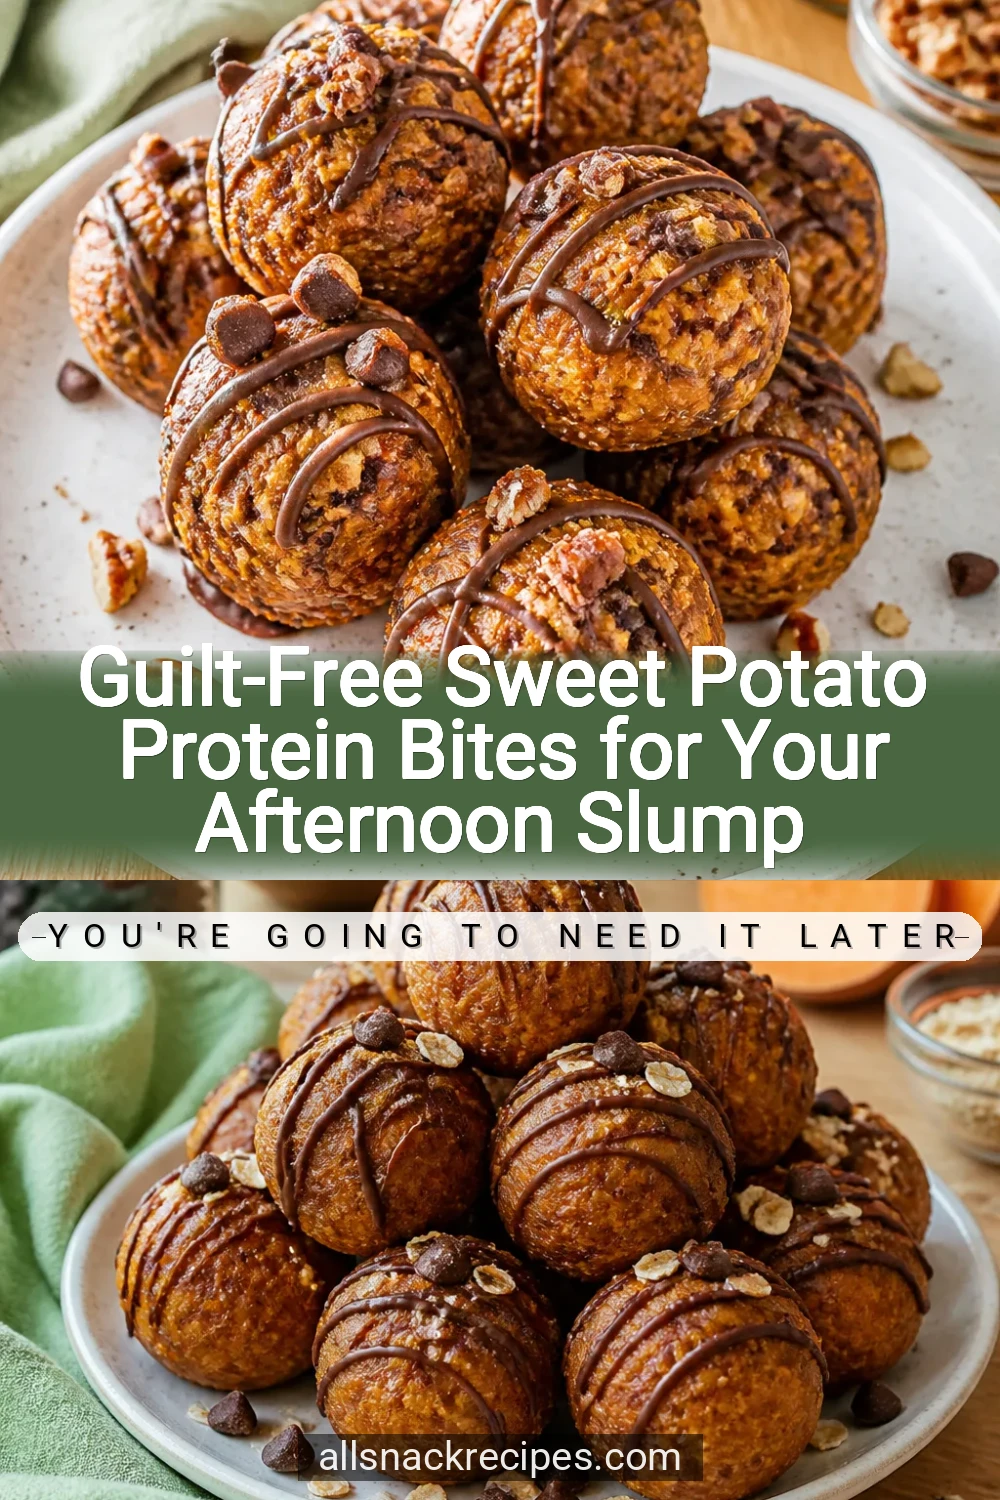 Guilt-Free Sweet Potato
Protein Bites for Your
Afternoon Slump
-YOU'RE GOING TO NEED IT LATER-
allsnackrecipes.com